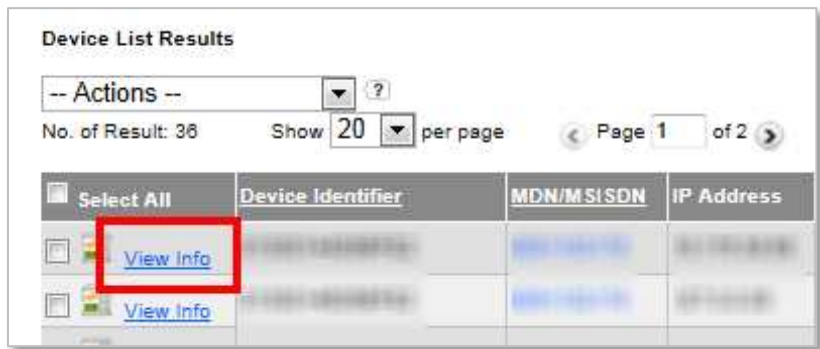 Device List Results
-- Actions -- ?
No. of Result: 36 Show 20 per page Page 1 of 2
Select All Device Identifier MDN/MSISDN IP Address
View Info
View Info